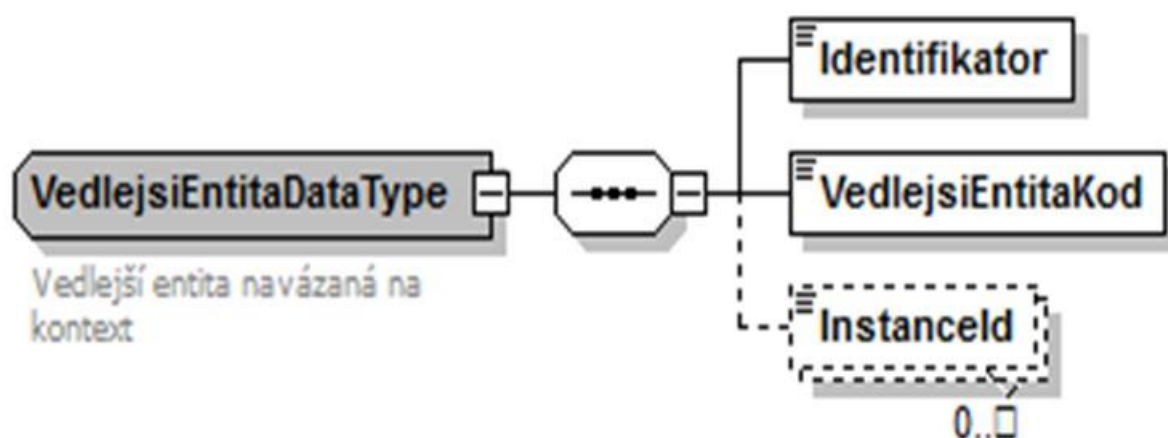 Identifikator
VedlejsiEntitaDataType
VedlejsiEntitaKod
Vedlejší entita navázaná na
kontext
InstanceId
0..□